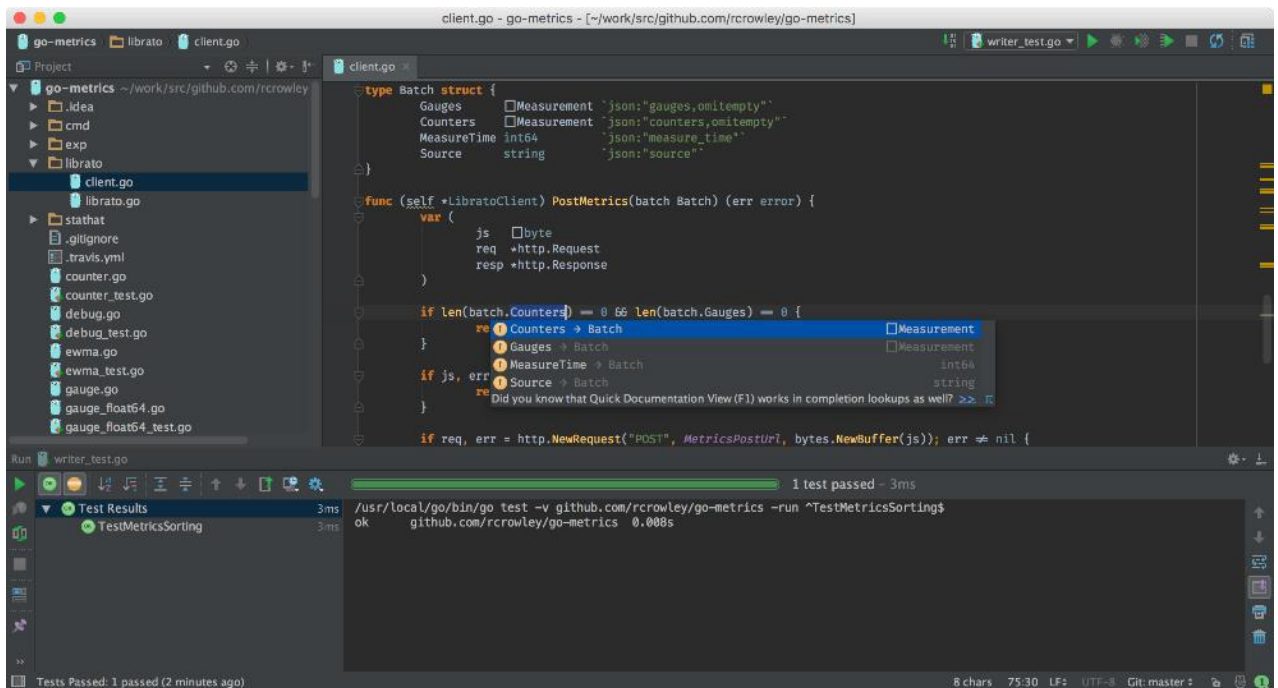 client.go - go-metrics - [~/work/src/github.com/rcrowley/go-metrics]
go-metrics librato client.go
writer_test.go
Project
client.go
go-metrics ~/work/src/github.com/rcrowley
.idea
cmd
exp
librato
client.go
librato.go
stathat
.gitignore
.travis.yml
counter.go
counter_test.go
debug.go
debug_test.go
ewma.go
ewma_test.go
gauge.go
gauge_float64.go
gauge_float64_test.go
type Batch struct {
Gauges []Measurement `json:"gauges,omitempty"`
Counters []Measurement `json:"counters,omitempty"`
MeasureTime int64 `json:"measure_time"`
Source string `json:"source"`
}
func (self *LibratoClient) PostMetrics(batch Batch) (err error) {
var (
js []byte
req *http.Request
resp *http.Response
)
if len(batch.Counters) == 0 && len(batch.Gauges) == 0 {
re
Counters → Batch []Measurement
Gauges → Batch []Measurement
MeasureTime → Batch int64
Source → Batch string
Did you know that Quick Documentation View (F1) works in completion lookups as well? >> π
}
if js, err
re
}
if req, err = http.NewRequest("POST", MetricsPostUrl, bytes.NewBuffer(js)); err ≠ nil {
Run writer_test.go
1 test passed – 3ms
Test Results 3ms
TestMetricsSorting 3ms
/usr/local/go/bin/go test -v github.com/rcrowley/go-metrics -run ^TestMetricsSorting$
ok github.com/rcrowley/go-metrics 0.008s
Tests Passed: 1 passed (2 minutes ago)
8 chars 75:30 LF÷ UTF-8 Git: master÷ 1